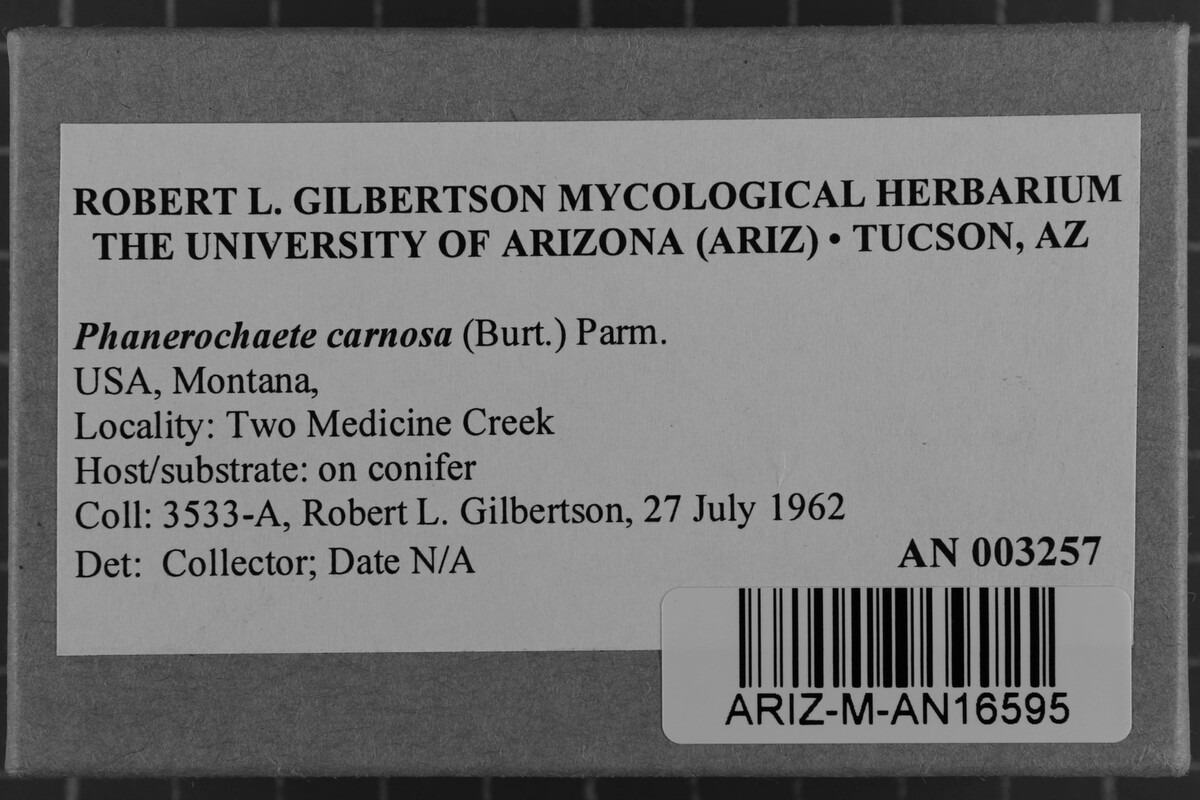 ROBERT L. GILBERTSON MYCOLOGICAL HERBARIUM
THE UNIVERSITY OF ARIZONA (ARIZ) • TUCSON, AZ
Phanerochaete carnosa (Burt.) Parm.
USA, Montana,
Locality: Two Medicine Creek
Host/substrate: on conifer
Coll: 3533-A, Robert L. Gilbertson, 27 July 1962
Det: Collector; Date N/A
AN 003257
ARIZ-M-AN16595